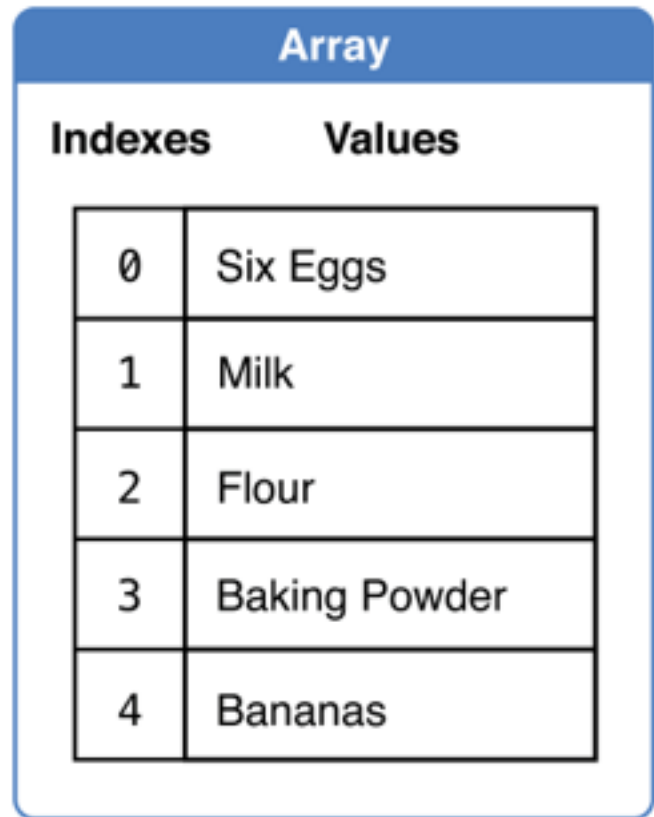 Array
Indexes Values
0 Six Eggs
1 Milk
2 Flour
3 Baking Powder
4 Bananas